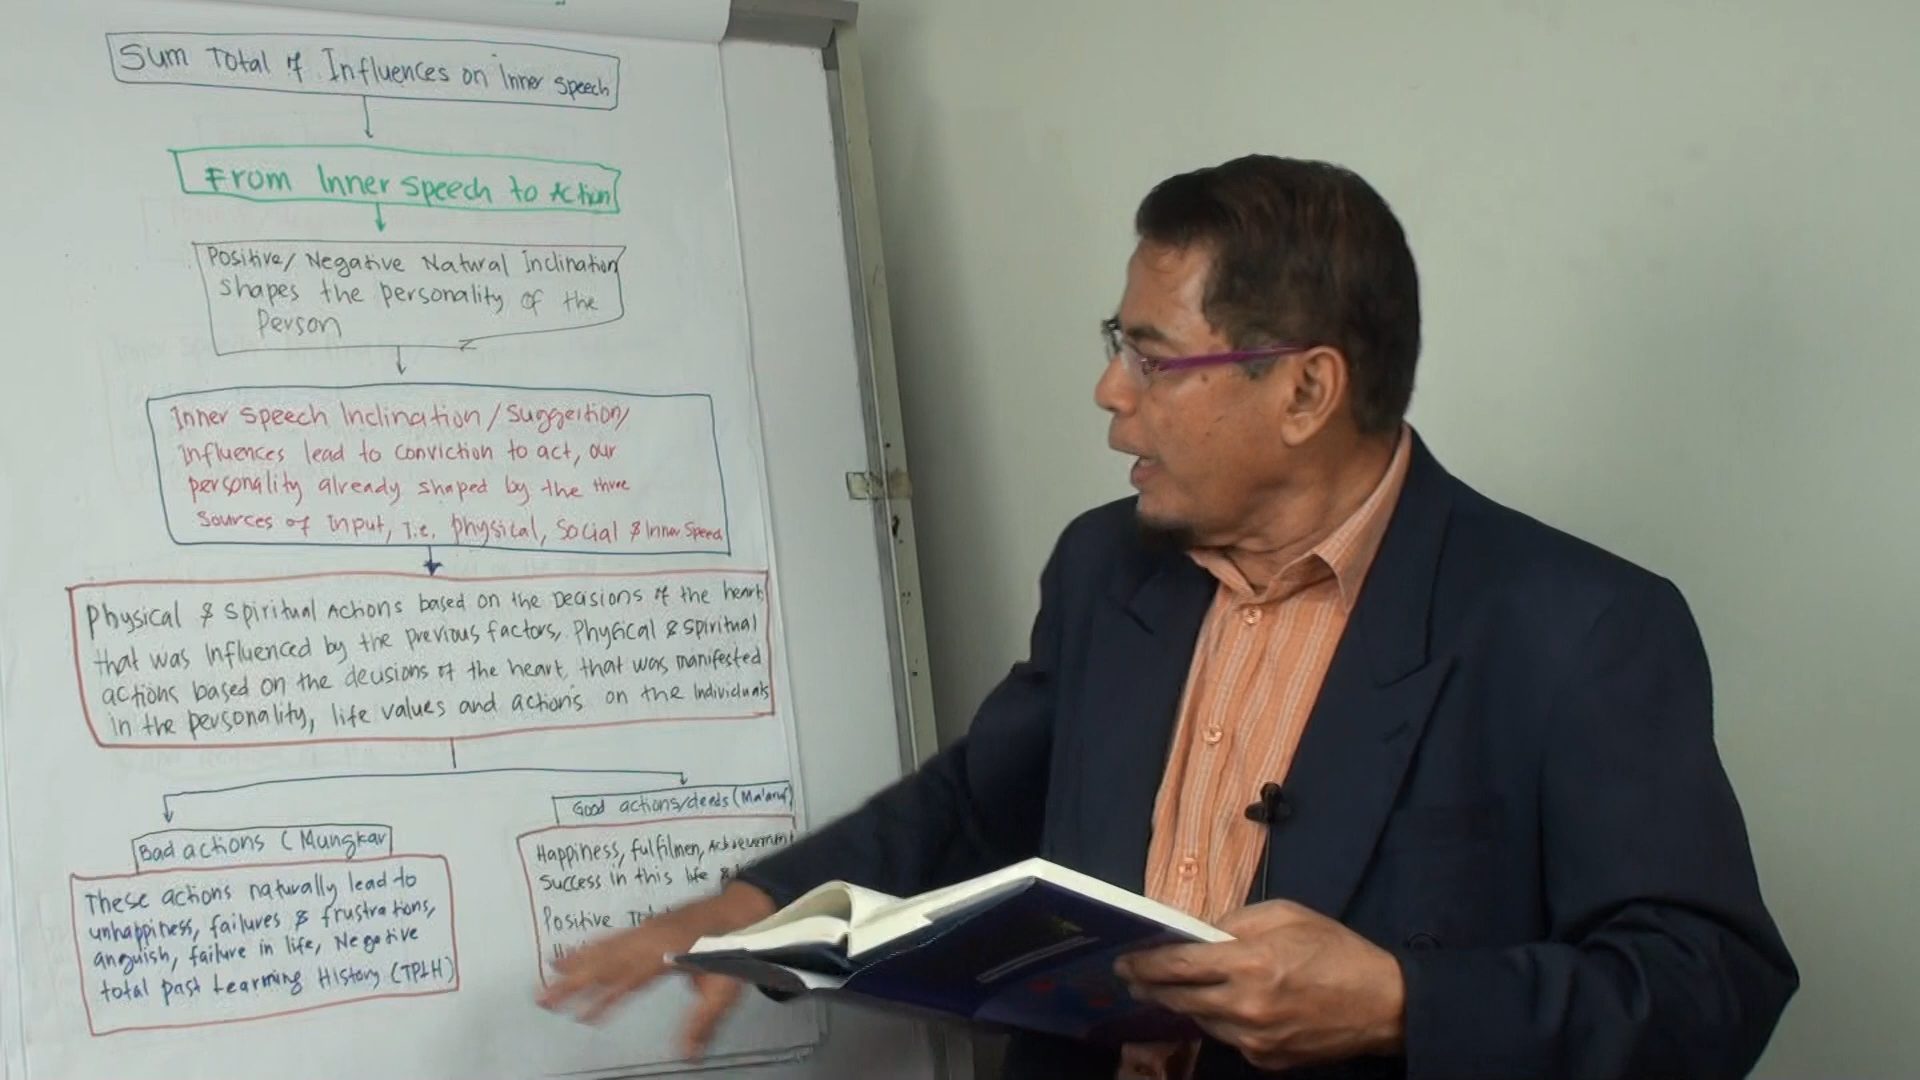 Sum Total of Influences on Inner Speech
From Inner Speech to Action
Positive/ Negative Natural Inclination
shapes the personality of the
Person
Inner Speech Inclination/Suggestion/
Influences lead to conviction to act, our
personality already shaped by the three
sources of input, I.e. physical, Social & Inner Speed
Physical & Spiritual Actions based on the Decisions of the heart,
that was influenced by the previous factors, Physical & Spiritual
actions based on the decisions of the heart, that was manifested
in the personality, life values and actions on the Individuals
Bad actions (Mungkar
These actions naturally lead to
unhappiness, failures & frustrations,
anguish, failure in life, Negative
total past Learning History (TPLH)
Good actions/deeds (Ma'aruf)
Happiness, fulfilmen, Achievement
Success in this life &
Positive